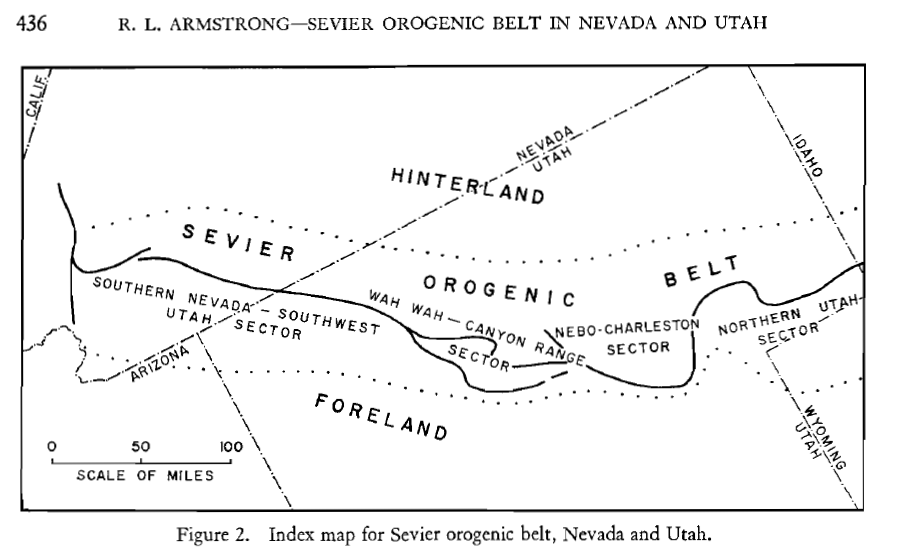 436
R. L. ARMSTRONG—SEVIER OROGENIC BELT IN NEVADA AND UTAH
CALIF.
NEVADA
UTAH
IDAHO
HINTERLAND
SEVIER
OROGENIC
BELT
SOUTHERN NEVADA – SOUTHWEST
UTAH SECTOR
WAH WAH – CANYON RANGE
SECTOR
NEBO-CHARLESTON
SECTOR
NORTHERN UTAH-
SECTOR
ARIZONA
FORELAND
WYOMING
UTAH
0 50 100
SCALE OF MILES
Figure 2. Index map for Sevier orogenic belt, Nevada and Utah.